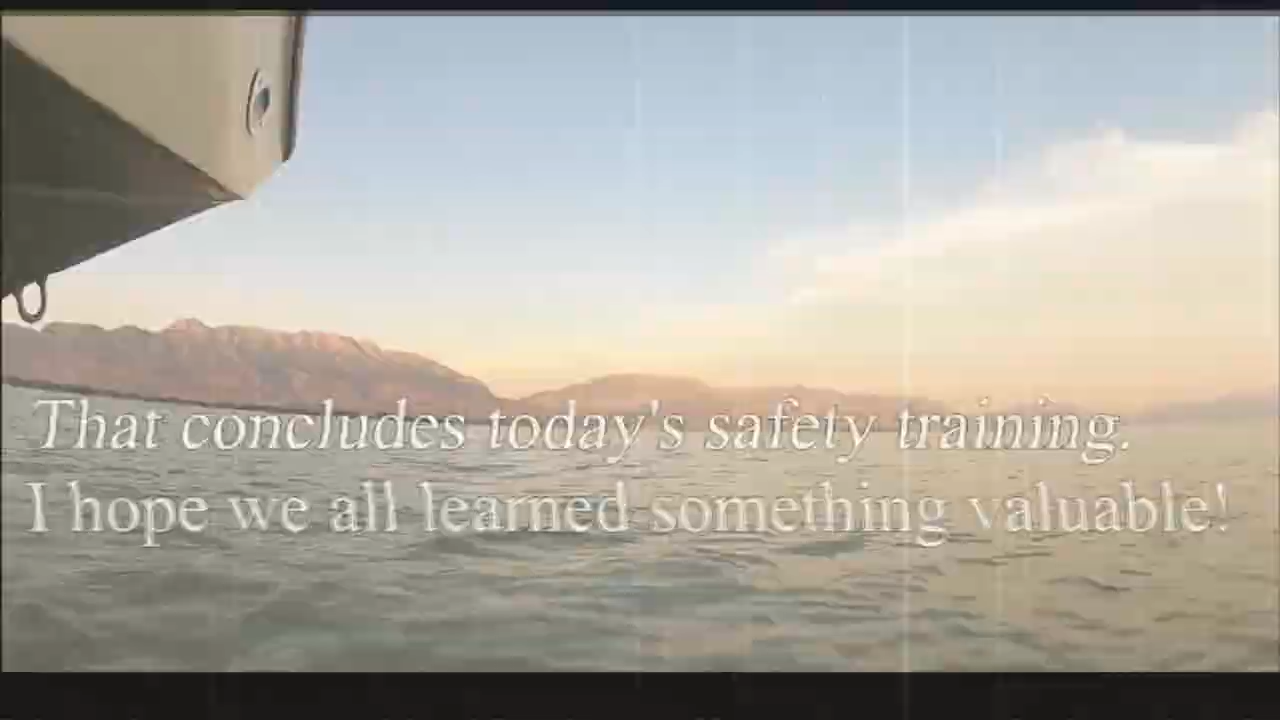 That concludes today's safety training.
I hope we all learned something valuable!